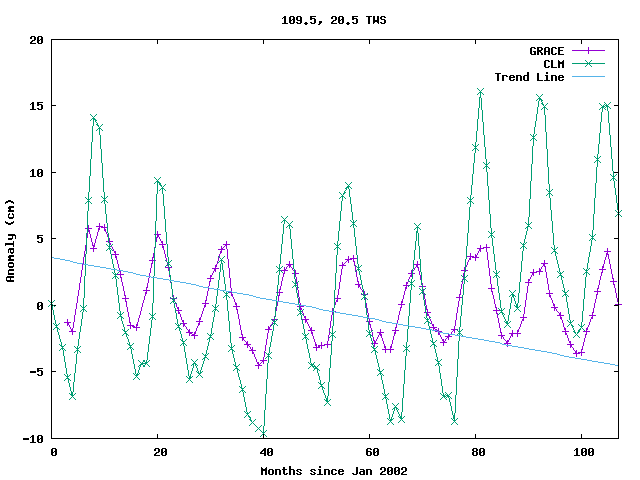 109.5, 20.5 TWS
GRACE
CLM
Trend Line
20
15
10
5
0
-5
-10
Anomaly (cm)
0 20 40 60 80 100
Months since Jan 2002